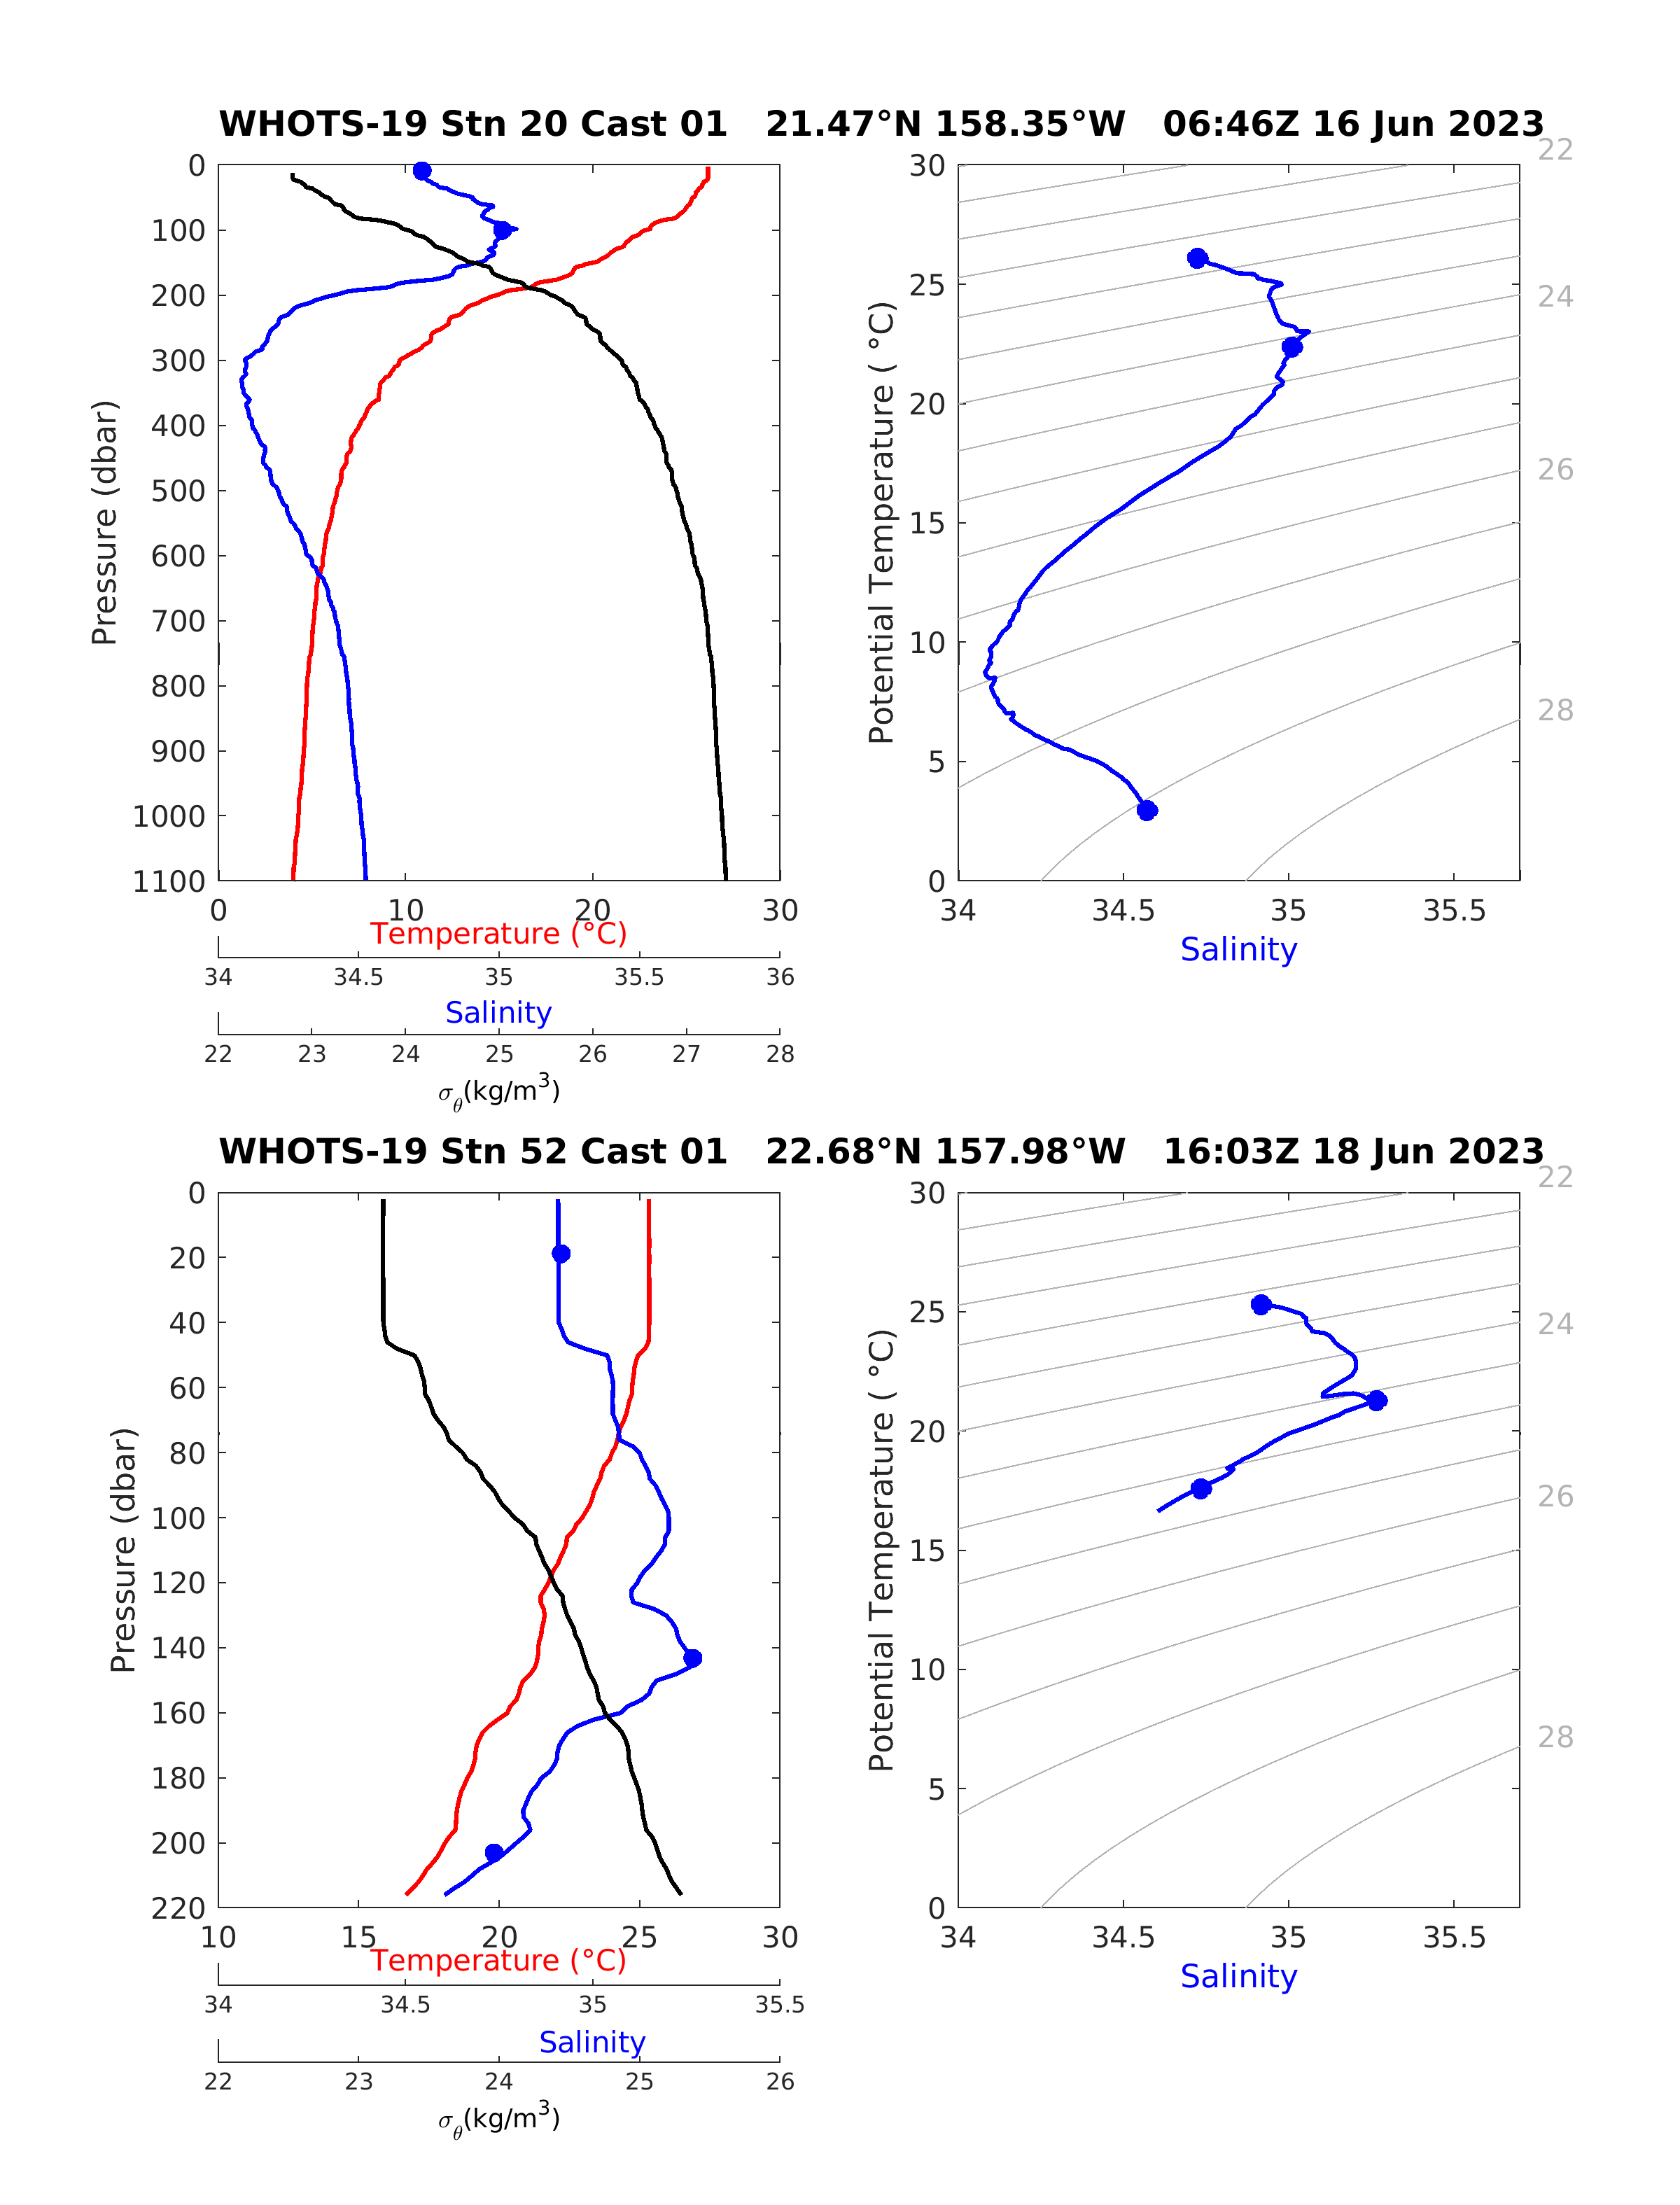 WHOTS-19 Stn 20 Cast 01   21.47°N 158.35°W   06:46Z 16 Jun 2023
0
100
200
300
400
500
600
700
800
900
1000
1100
Pressure (dbar)
0 10 20 30
Temperature (°C)
34 34.5 35 35.5 36
Salinity
22 23 24 25 26 27 28
σθ(kg/m3)
30
25
20
15
10
5
0
Potential Temperature ( °C)
34 34.5 35 35.5
Salinity
22
24
26
28
WHOTS-19 Stn 52 Cast 01   22.68°N 157.98°W   16:03Z 18 Jun 2023
0
20
40
60
80
100
120
140
160
180
200
220
Pressure (dbar)
10 15 20 25 30
Temperature (°C)
34 34.5 35 35.5
Salinity
22 23 24 25 26
σθ(kg/m3)
30
25
20
15
10
5
0
Potential Temperature ( °C)
34 34.5 35 35.5
Salinity
22
24
26
28